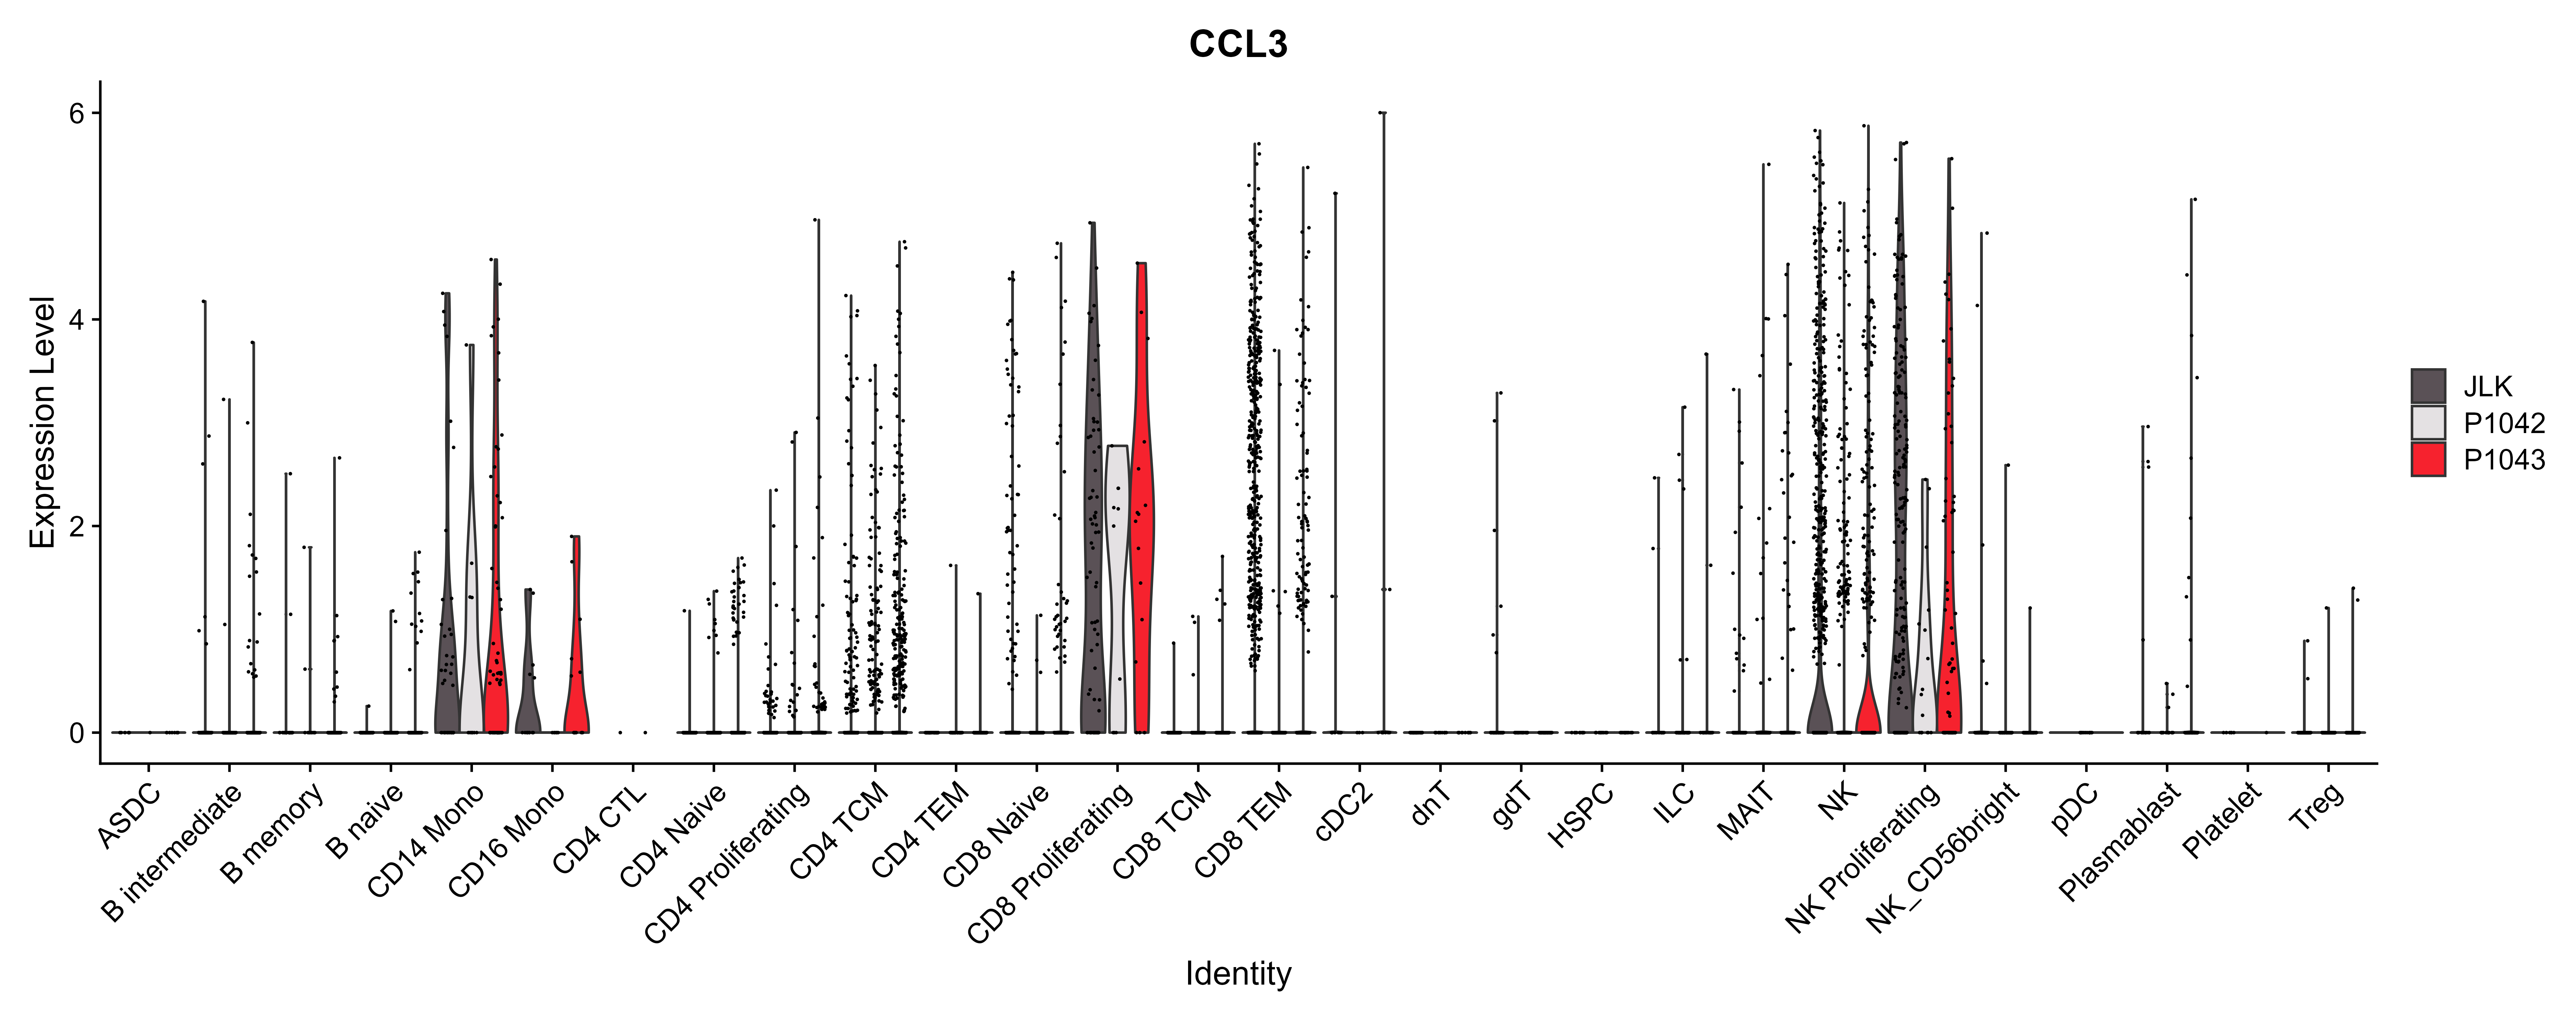 CCL3
Expression Level
6
4
2
0
ASDC
B intermediate
B memory
B naive
CD14 Mono
CD16 Mono
CD4 CTL
CD4 Naive
CD4 Proliferating
CD4 TCM
CD4 TEM
CD8 Naive
CD8 Proliferating
CD8 TCM
CD8 TEM
cDC2
dnT
gdT
HSPC
ILC
MAIT
NK
NK Proliferating
NK_CD56bright
pDC
Plasmablast
Platelet
Treg
Identity
JLK
P1042
P1043